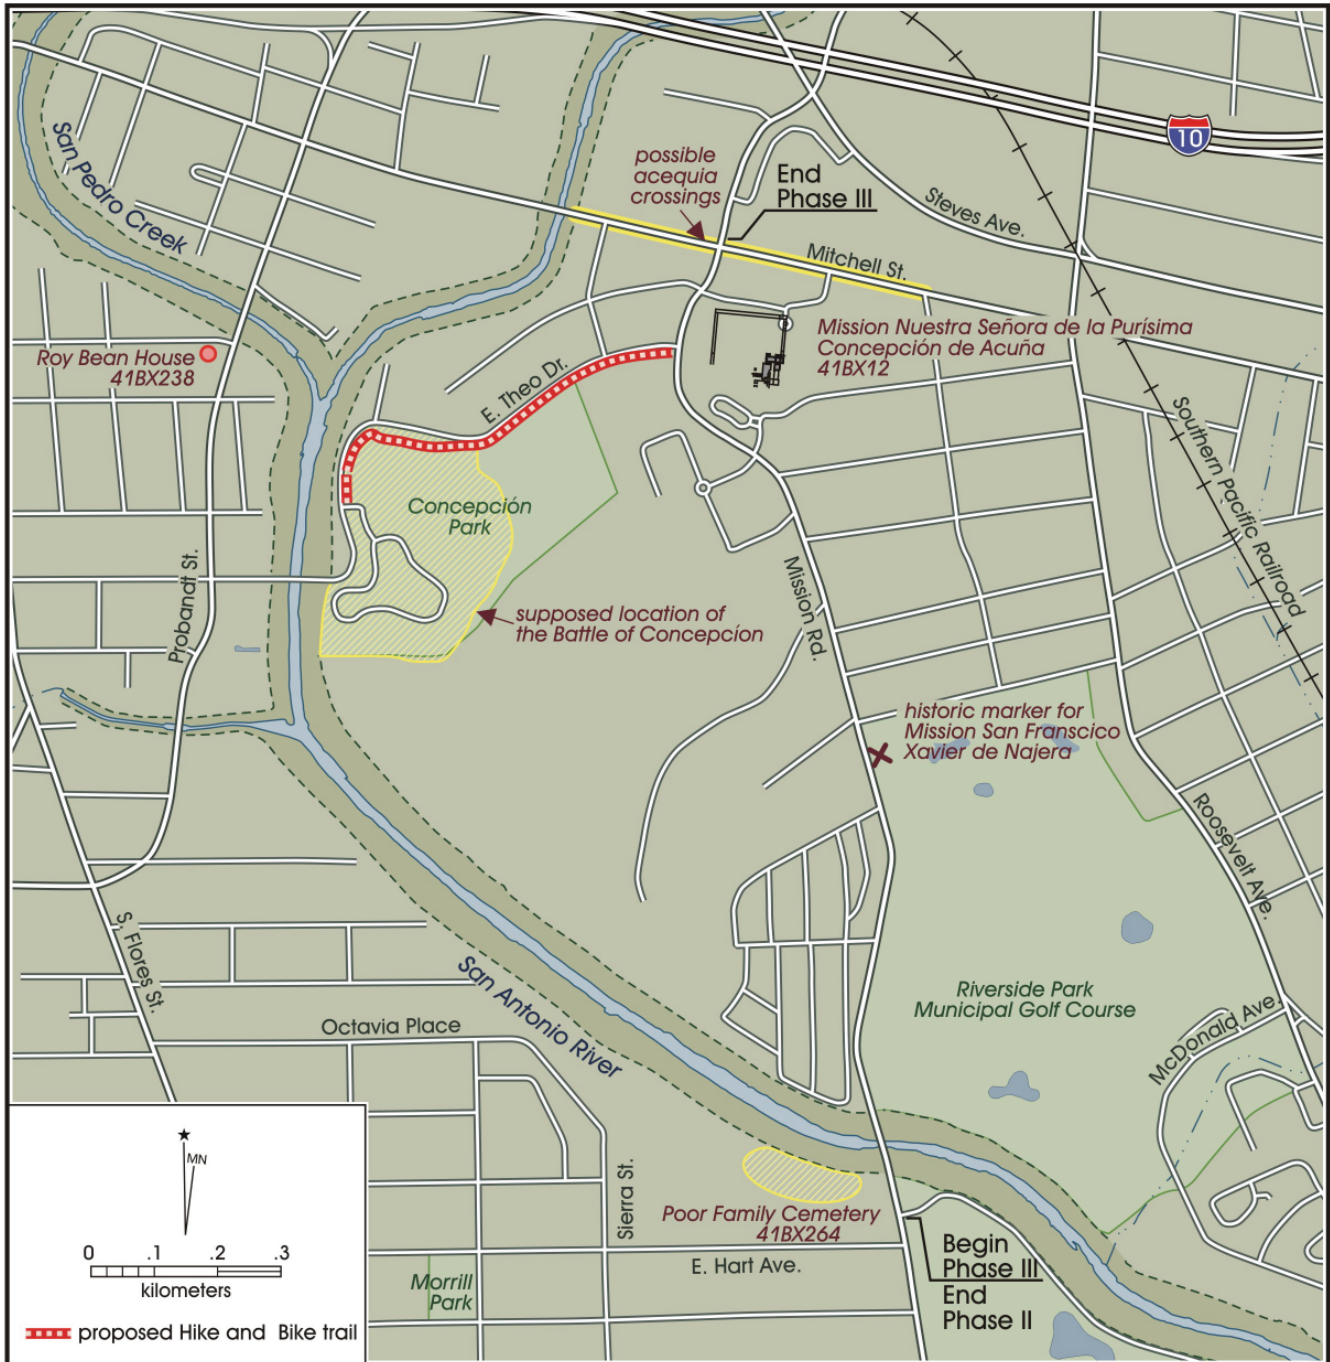 San Pedro Creek
possible
acequia
crossings
End
Phase III
10
Steves Ave.
Mitchell St.
Roy Bean House
41BX238
Mission Nuestra Señora de la Purísima
Concepción de Acuña
41BX12
E. Theo Dr.
Southern Pacific Railroad
Concepción
Park
Probandt St.
Mission Rd.
supposed location of
the Battle of Concepcíon
historic marker for
Mission San Franscico
Xavier de Najera
Roosevelt Ave.
S. Flores St.
San Antonio River
Riverside Park
Municipal Golf Course
Octavia Place
McDonald Ave.
MN
Sierra St.
Poor Family Cemetery
41BX264
E. Hart Ave.
Begin
Phase III
End
Phase II
Morrill
Park
0 .1 .2 .3
kilometers
proposed Hike and Bike trail